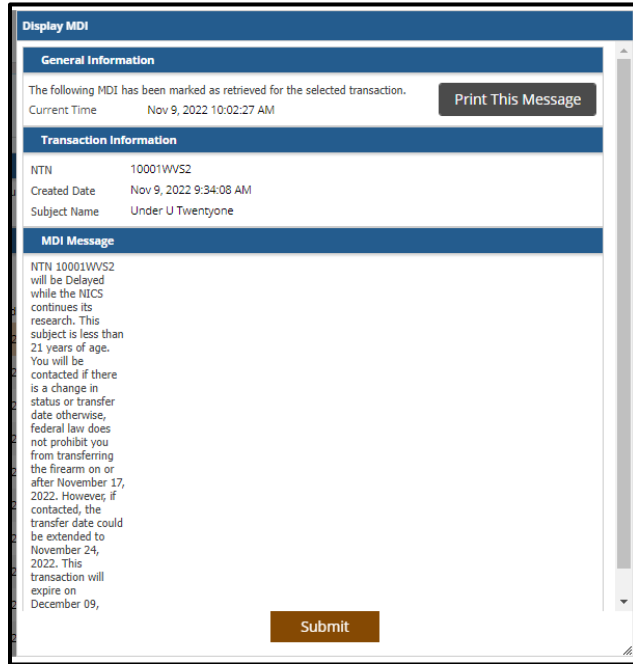 Display MDI
General Information
The following MDI has been marked as retrieved for the selected transaction.
Print This Message
Current Time Nov 9, 2022 10:02:27 AM
Transaction Information
NTN 10001WVS2
Created Date Nov 9, 2022 9:34:08 AM
Subject Name Under U Twentyone
MDI Message
NTN 10001WVS2
will be Delayed
while the NICS
continues its
research. This
subject is less than
21 years of age.
You will be
contacted if there
is a change in
status or transfer
date otherwise,
federal law does
not prohibit you
from transferring
the firearm on or
after November 17,
2022. However, if
contacted, the
transfer date could
be extended to
November 24,
2022. This
transaction will
expire on
December 09,
Submit